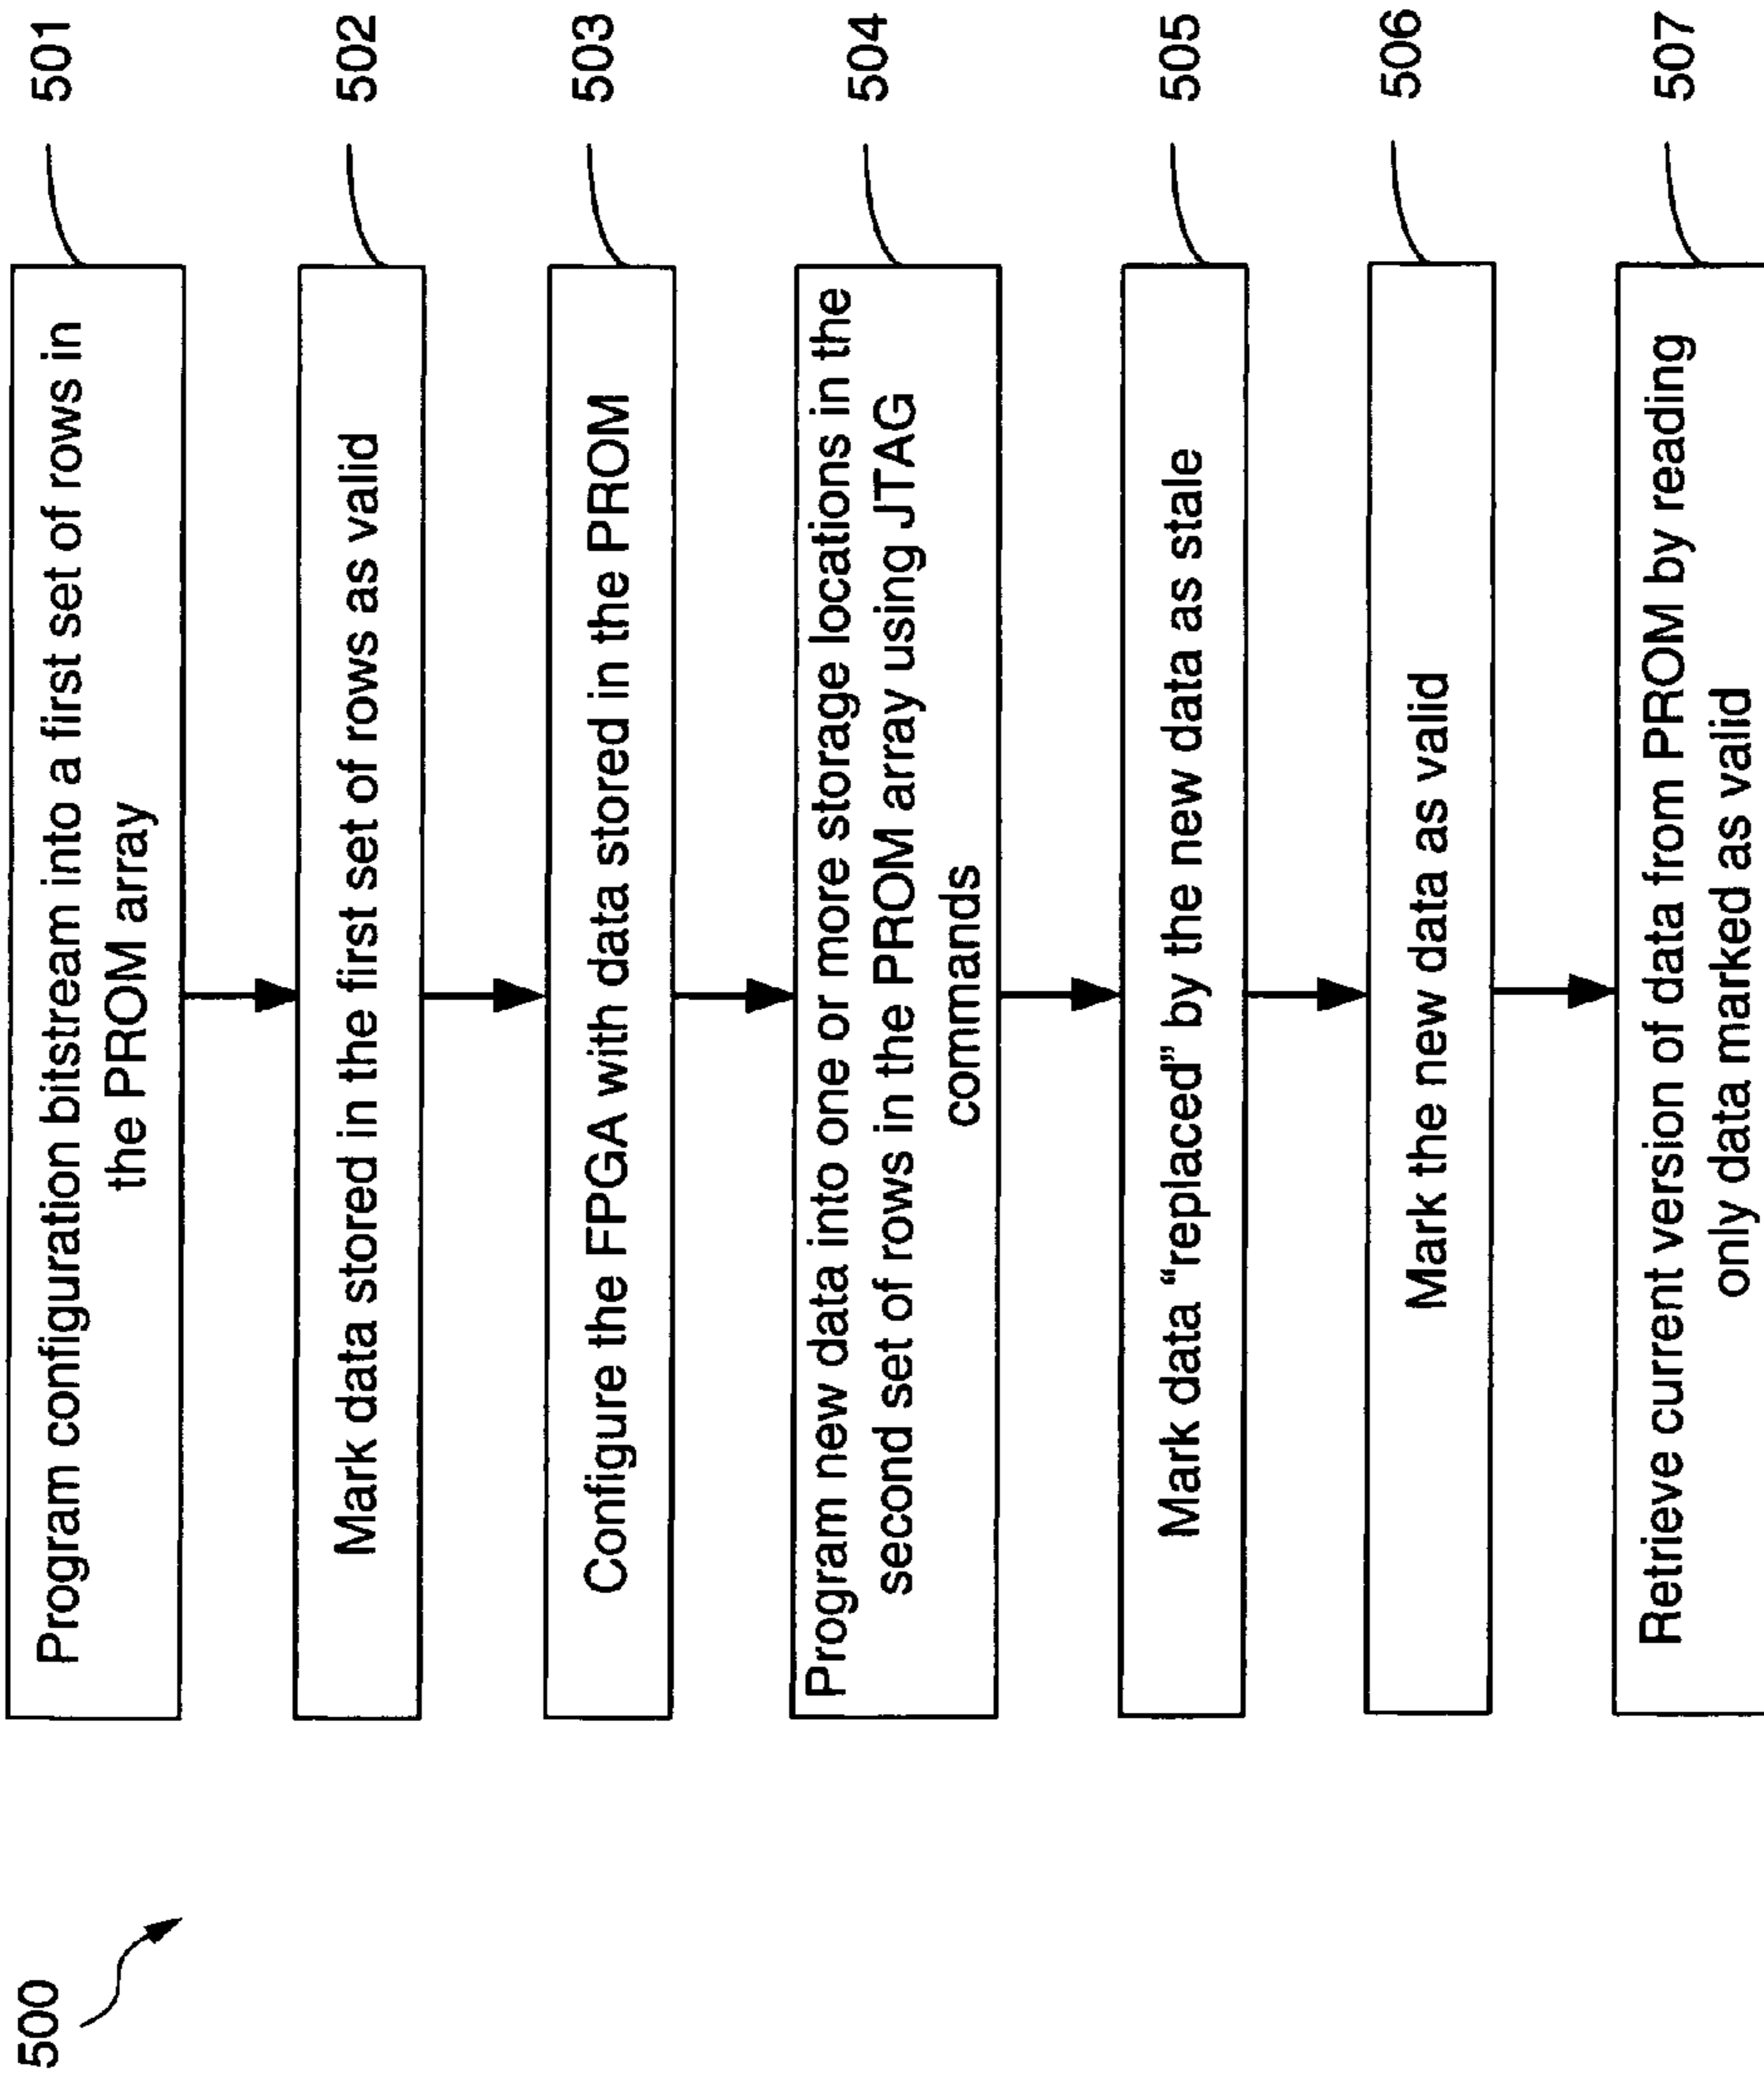 500
Program configuration bitstream into a first set of rows in
the PROM array
501
Mark data stored in the first set of rows as valid
502
Configure the FPGA with data stored in the PROM
503
Program new data into one or more storage locations in the
second set of rows in the PROM array using JTAG
commands
504
Mark data “replaced” by the new data as stale
505
Mark the new data as valid
506
Retrieve current version of data from PROM by reading
only data marked as valid
507